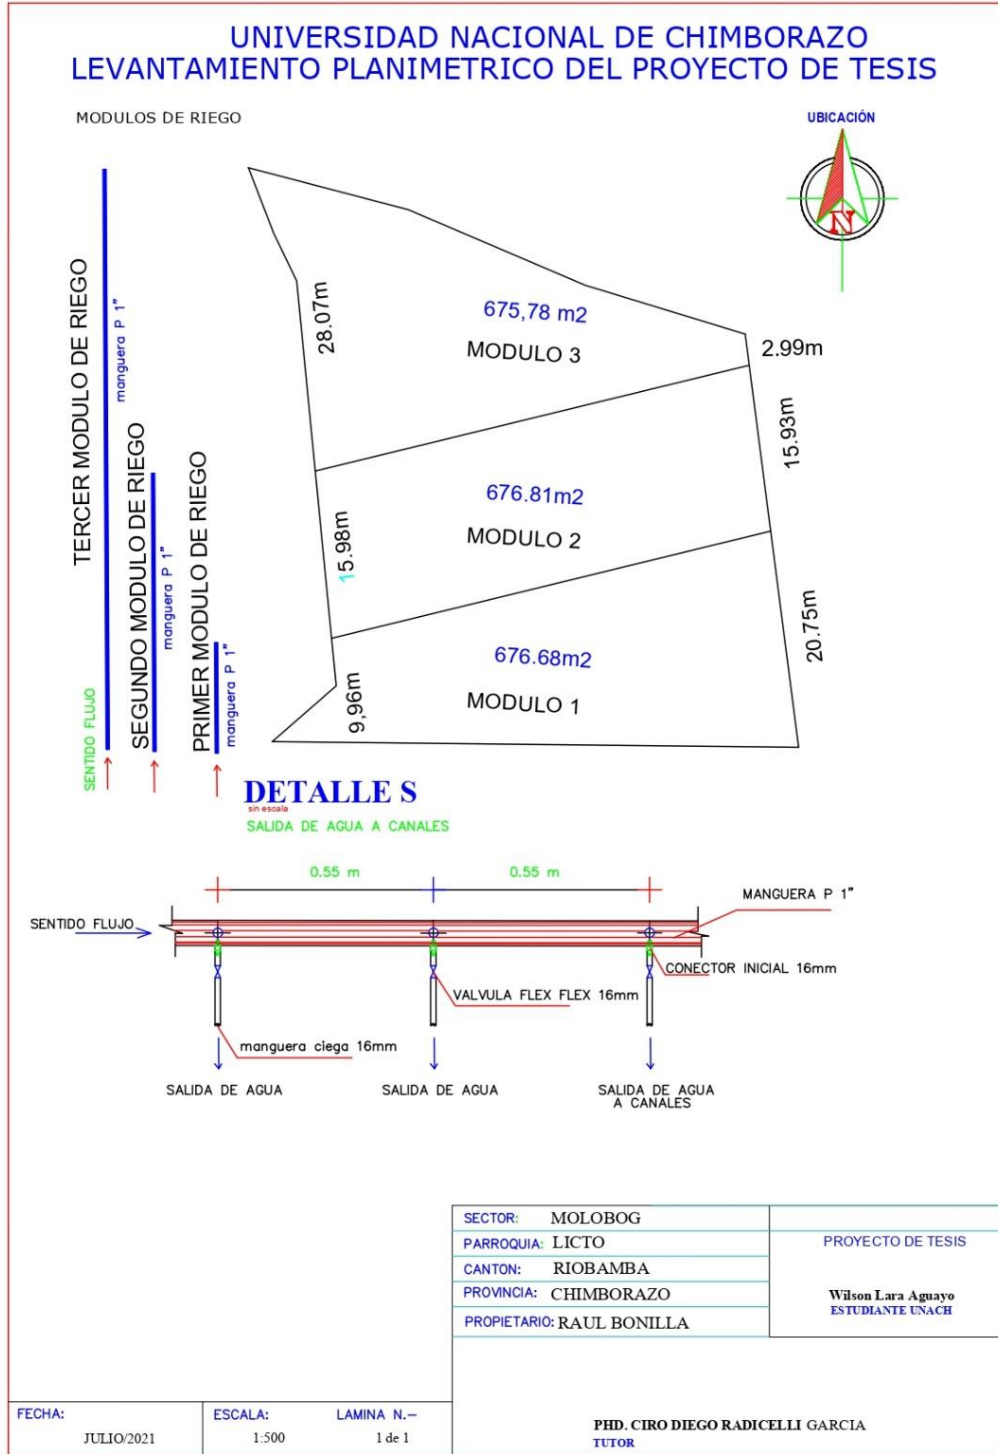 UNIVERSIDAD NACIONAL DE CHIMBORAZO
LEVANTAMIENTO PLANIMETRICO DEL PROYECTO DE TESIS
MODULOS DE RIEGO
UBICACIÓN
N
TERCER MODULO DE RIEGO
manguera P 1"
SEGUNDO MODULO DE RIEGO
manguera P 1"
PRIMER MODULO DE RIEGO
manguera P 1"
SENTIDO FLUJO
28.07m
675,78 m2
MODULO 3
2.99m
15.93m
676.81m2
MODULO 2
15.98m
20.75m
676.68m2
MODULO 1
9,96m
DETALLE S
sin escala
SALIDA DE AGUA A CANALES
0.55 m
0.55 m
MANGUERA P 1"
SENTIDO FLUJO
CONECTOR INICIAL 16mm
VALVULA FLEX FLEX 16mm
manguera ciega 16mm
SALIDA DE AGUA
SALIDA DE AGUA
SALIDA DE AGUA
A CANALES
SECTOR: MOLOBOG
PARROQUIA: LICTO
CANTON: RIOBAMBA
PROVINCIA: CHIMBORAZO
PROPIETARIO: RAUL BONILLA
PROYECTO DE TESIS
Wilson Lara Aguayo
ESTUDIANTE UNACH
FECHA:
JULIO/2021
ESCALA:
1:500
LAMINA N.—
1 de 1
PHD. CIRO DIEGO RADICELLI GARCIA
TUTOR